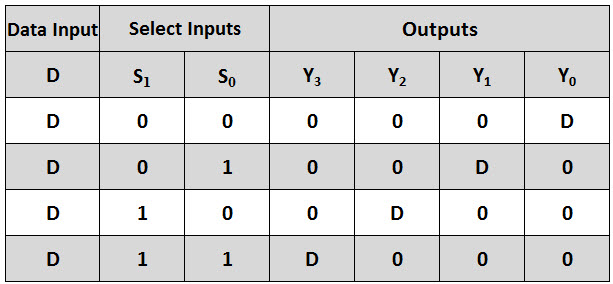 Data Input Select Inputs Outputs
D S1 S0 Y3 Y2 Y1 Y0
D 0 0 0 0 0 D
D 0 1 0 0 D 0
D 1 0 0 D 0 0
D 1 1 D 0 0 0